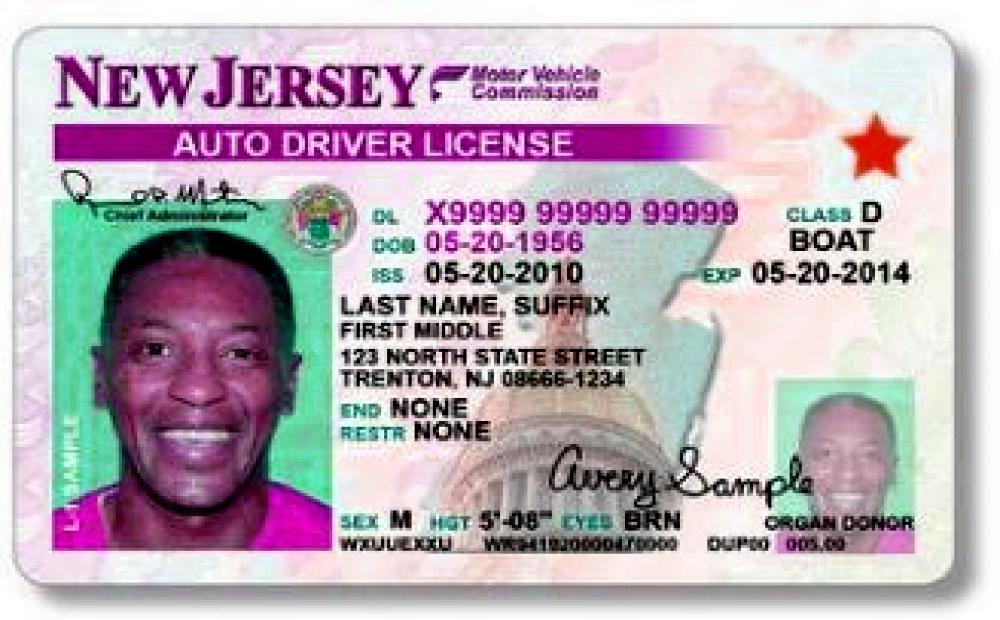 NEW JERSEY Motor Vehicle Commission
AUTO DRIVER LICENSE
Chief Administrator
DL X9999 99999 99999 CLASS D
DOB 05-20-1956 BOAT
ISS 05-20-2010 EXP 05-20-2014
LAST NAME, SUFFIX
FIRST MIDDLE
123 NORTH STATE STREET
TRENTON, NJ 08666-1234
END NONE
RESTR NONE
Avery Sample
SEX M HGT 5'-08" EYES BRN ORGAN DONOR
DUP00 005.00
SAMPLE